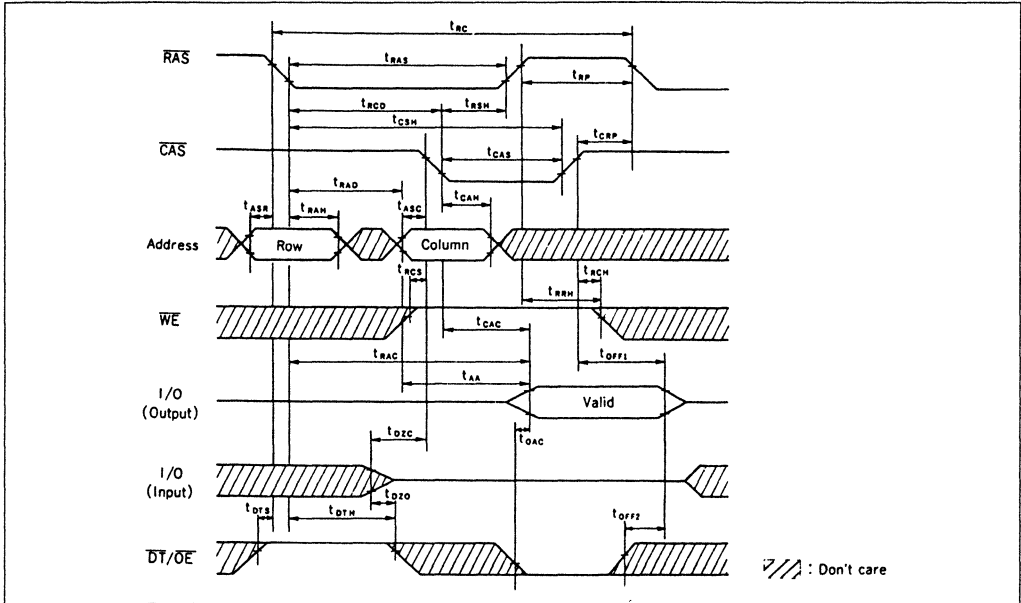 tRC
RAS
tRAS
tRP
tRCD
tRSH
tCSH
tCRP
CAS
tCAS
tRAD
tCAH
tASR
tRAH
tASC
Address
Row
Column
tRCS
tRCH
tRRH
WE
tCAC
tRAC
tOFF1
tAA
I/O
(Output)
Valid
tDZC
tOAC
I/O
(Input)
tDZO
tDTS
tDTH
tOFF2
DT/OE
: Don't care